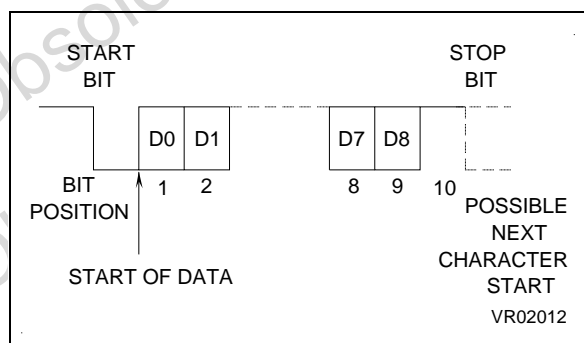 START
BIT
STOP
BIT
D0
D1
D7
D8
BIT
POSITION
1
2
8
9
10
START OF DATA
POSSIBLE
NEXT
CHARACTER
START
VR02012